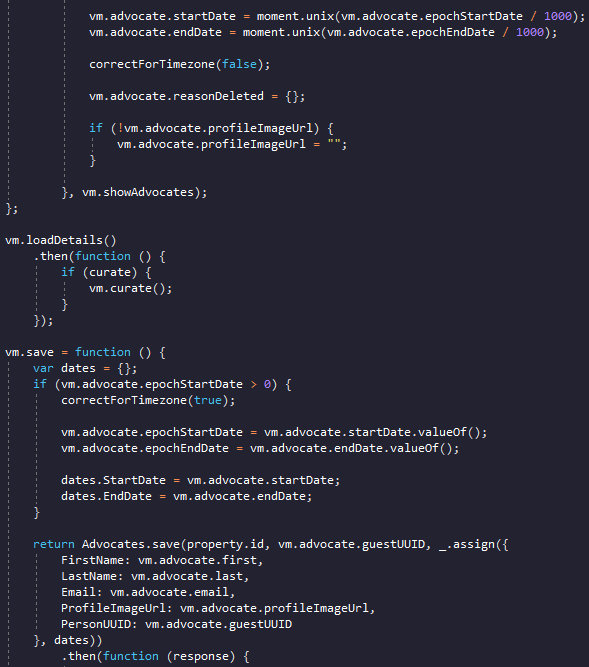 vm.advocate.startDate = moment.unix(vm.advocate.epochStartDate / 1000);
vm.advocate.endDate = moment.unix(vm.advocate.epochEndDate / 1000);
correctForTimezone(false);
vm.advocate.reasonDeleted = {};
if (!vm.advocate.profileImageUrl) {
vm.advocate.profileImageUrl = "";
}
}, vm.showAdvocates);
};
vm.loadDetails()
.then(function () {
if (curate) {
vm.curate();
}
});
vm.save = function () {
var dates = {};
if (vm.advocate.epochStartDate > 0) {
correctForTimezone(true);
vm.advocate.epochStartDate = vm.advocate.startDate.valueOf();
vm.advocate.epochEndDate = vm.advocate.endDate.valueOf();
dates.StartDate = vm.advocate.startDate;
dates.EndDate = vm.advocate.endDate;
}
return Advocates.save(property.id, vm.advocate.guestUUID, _.assign({
FirstName: vm.advocate.first,
LastName: vm.advocate.last,
Email: vm.advocate.email,
ProfileImageUrl: vm.advocate.profileImageUrl,
PersonUUID: vm.advocate.guestUUID
}, dates))
.then(function (response) {